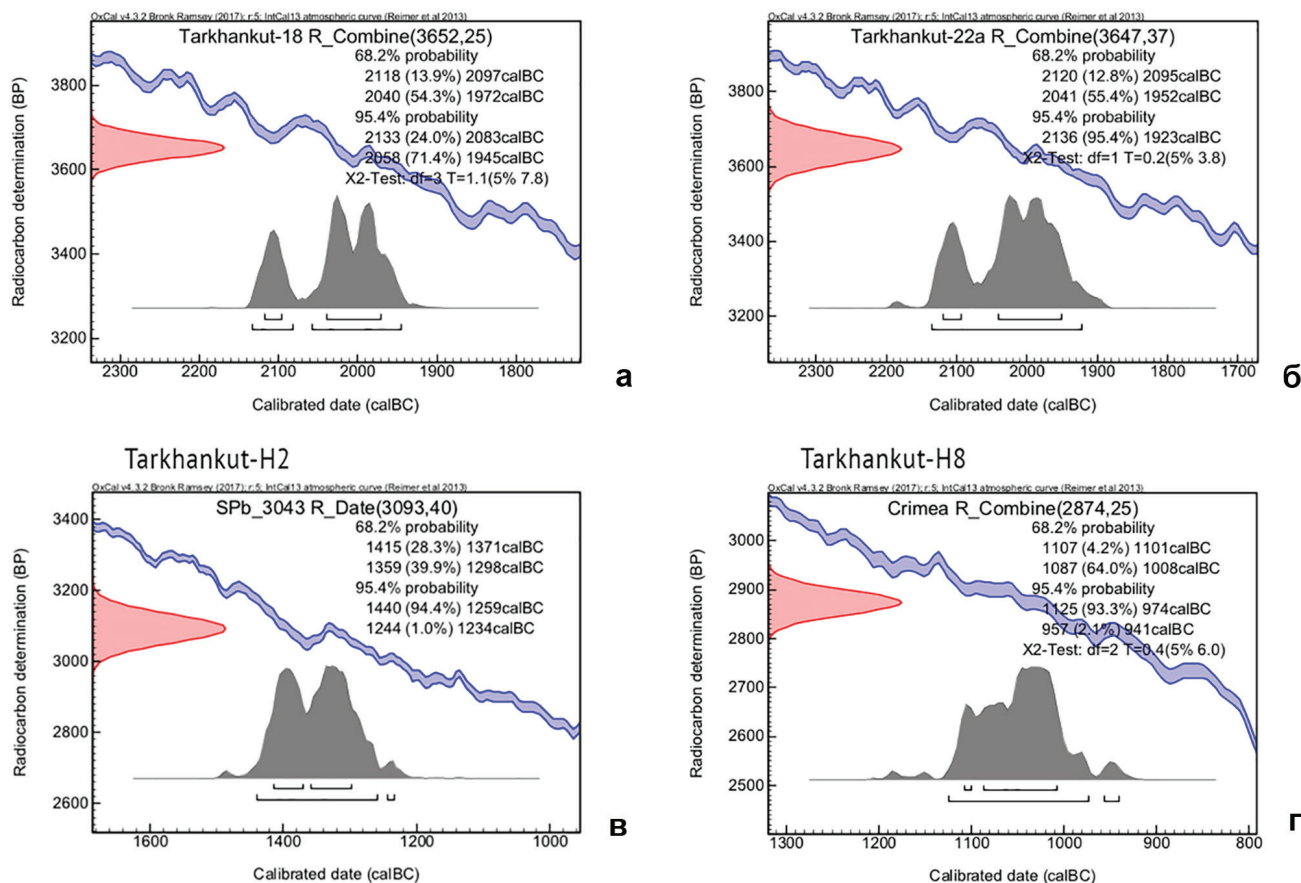 OxCal v4.3.2 Bronk Ramsey (2017); r:5; IntCal13 atmospheric curve (Reimer et al 2013)
Tarkhankut-18 R_Combine(3652,25)
68.2% probability
2118 (13.9%) 2097calBC
2040 (54.3%) 1972calBC
95.4% probability
2133 (24.0%) 2083calBC
2058 (71.4%) 1945calBC
X2-Test: df=3 T=1.1(5% 7.8)
Radiocarbon determination (BP)
3800
3600
3400
3200
2300 2200 2100 2000 1900 1800
Calibrated date (calBC)
а
OxCal v4.3.2 Bronk Ramsey (2017); r:5; IntCal13 atmospheric curve (Reimer et al 2013)
Tarkhankut-22a R_Combine(3647,37)
68.2% probability
2120 (12.8%) 2095calBC
2041 (55.4%) 1952calBC
95.4% probability
2136 (95.4%) 1923calBC
X2-Test: df=1 T=0.2(5% 3.8)
Radiocarbon determination (BP)
3800
3600
3400
3200
2300 2200 2100 2000 1900 1800 1700
Calibrated date (calBC)
б
Tarkhankut-H2
OxCal v4.3.2 Bronk Ramsey (2017); r:5; IntCal13 atmospheric curve (Reimer et al 2013)
SPb_3043 R_Date(3093,40)
68.2% probability
1415 (28.3%) 1371calBC
1359 (39.9%) 1298calBC
95.4% probability
1440 (94.4%) 1259calBC
1244 (1.0%) 1234calBC
Radiocarbon determination (BP)
3400
3200
3000
2800
2600
1600 1400 1200 1000
Calibrated date (calBC)
в
Tarkhankut-H8
OxCal v4.3.2 Bronk Ramsey (2017); r:5; IntCal13 atmospheric curve (Reimer et al 2013)
Crimea R_Combine(2874,25)
68.2% probability
1107 (4.2%) 1101calBC
1087 (64.0%) 1008calBC
95.4% probability
1125 (93.3%) 974calBC
957 (2.1%) 941calBC
X2-Test: df=2 T=0.4(5% 6.0)
Radiocarbon determination (BP)
3000
2900
2800
2700
2600
2500
1300 1200 1100 1000 900 800
Calibrated date (calBC)
г